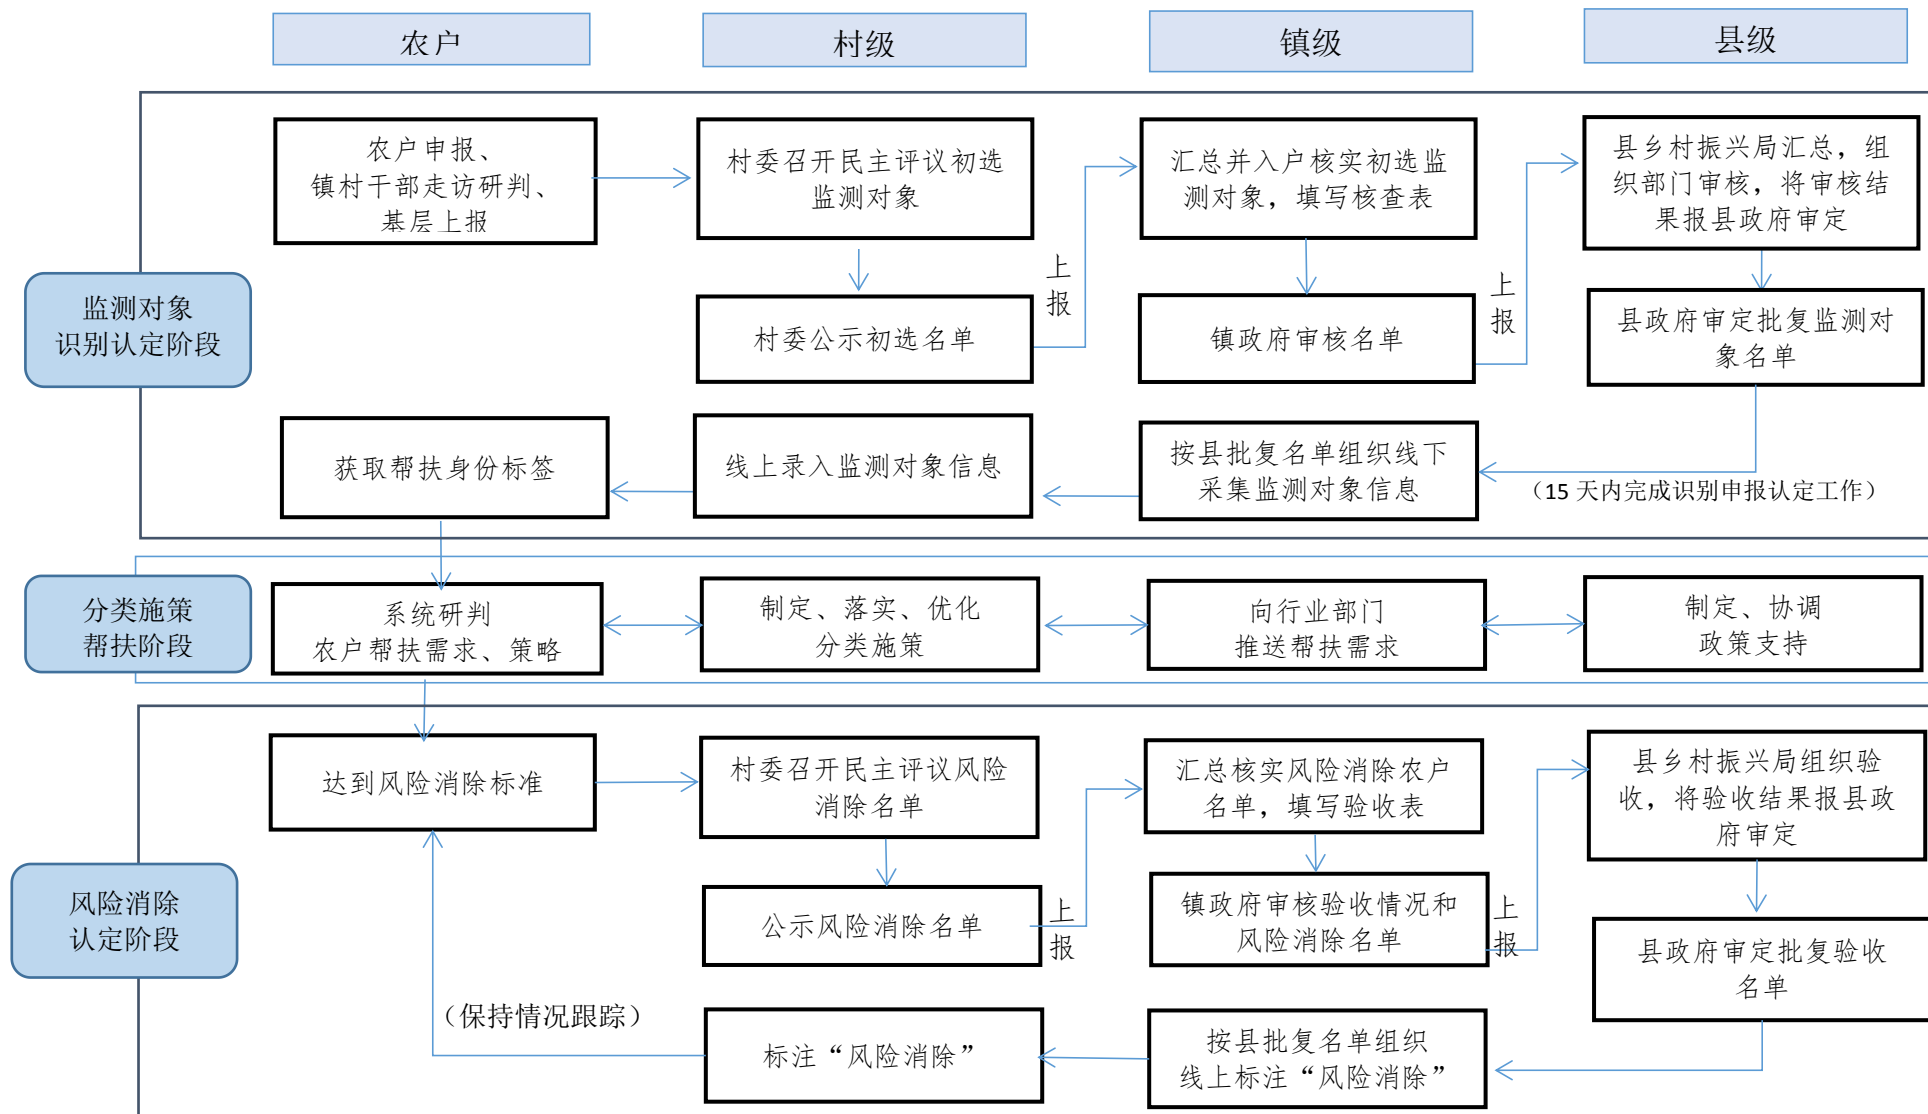 农户
村级
镇级
县级
农户申报、
镇村干部走访研判、
基层上报
村委召开民主评议初选
监测对象
汇总并入户核实初选监
测对象，填写核查表
县乡村振兴局汇总，组
织部门审核，将审核结
果报县政府审定
上
报
上
报
监测对象
识别认定阶段
村委公示初选名单
镇政府审核名单
县政府审定批复监测对
象名单
获取帮扶身份标签
线上录入监测对象信息
按县批复名单组织线下
采集监测对象信息
（15 天内完成识别申报认定工作）
分类施策
帮扶阶段
系统研判
农户帮扶需求、策略
制定、落实、优化
分类施策
向行业部门
推送帮扶需求
制定、协调
政策支持
达到风险消除标准
村委召开民主评议风险
消除名单
汇总核实风险消除农户
名单，填写验收表
县乡村振兴局组织验
收，将验收结果报县政
府审定
风险消除
认定阶段
公示风险消除名单
上
报
镇政府审核验收情况和
风险消除名单
上
报
县政府审定批复验收
名单
（保持情况跟踪）
标注“风险消除”
按县批复名单组织
线上标注“风险消除”